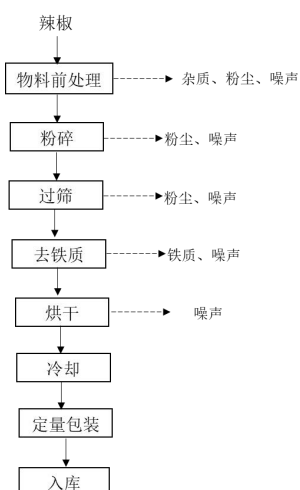 辣椒
物料前处理
杂质、粉尘、噪声
粉碎
粉尘、噪声
过筛
粉尘、噪声
去铁质
铁质、噪声
烘干
噪声
冷却
定量包装
入库